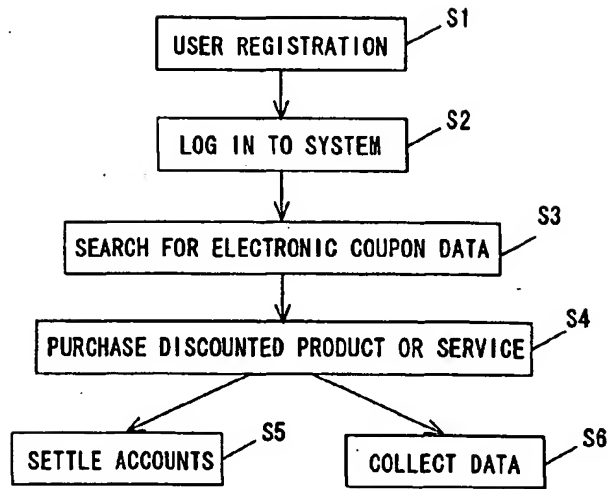 S1
USER REGISTRATION
S2
LOG IN TO SYSTEM
S3
SEARCH FOR ELECTRONIC COUPON DATA
S4
PURCHASE DISCOUNTED PRODUCT OR SERVICE
S5
SETTLE ACCOUNTS
S6
COLLECT DATA